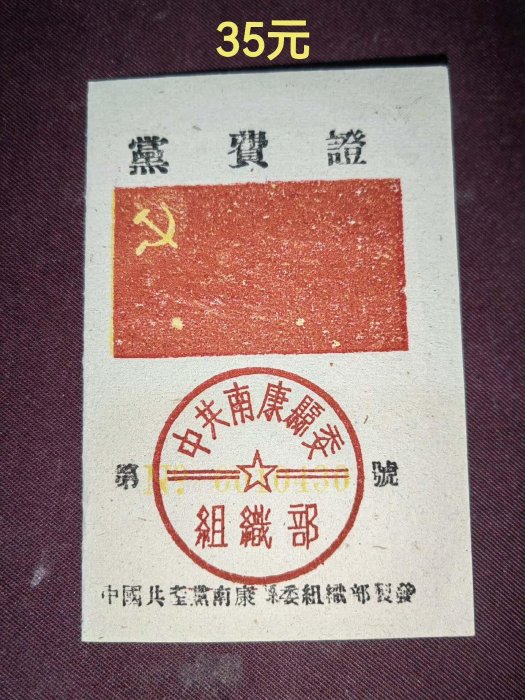 35元
黨費證
中共南康縣委
第 號
組織部
中國共產黨南康縣委組織部製發